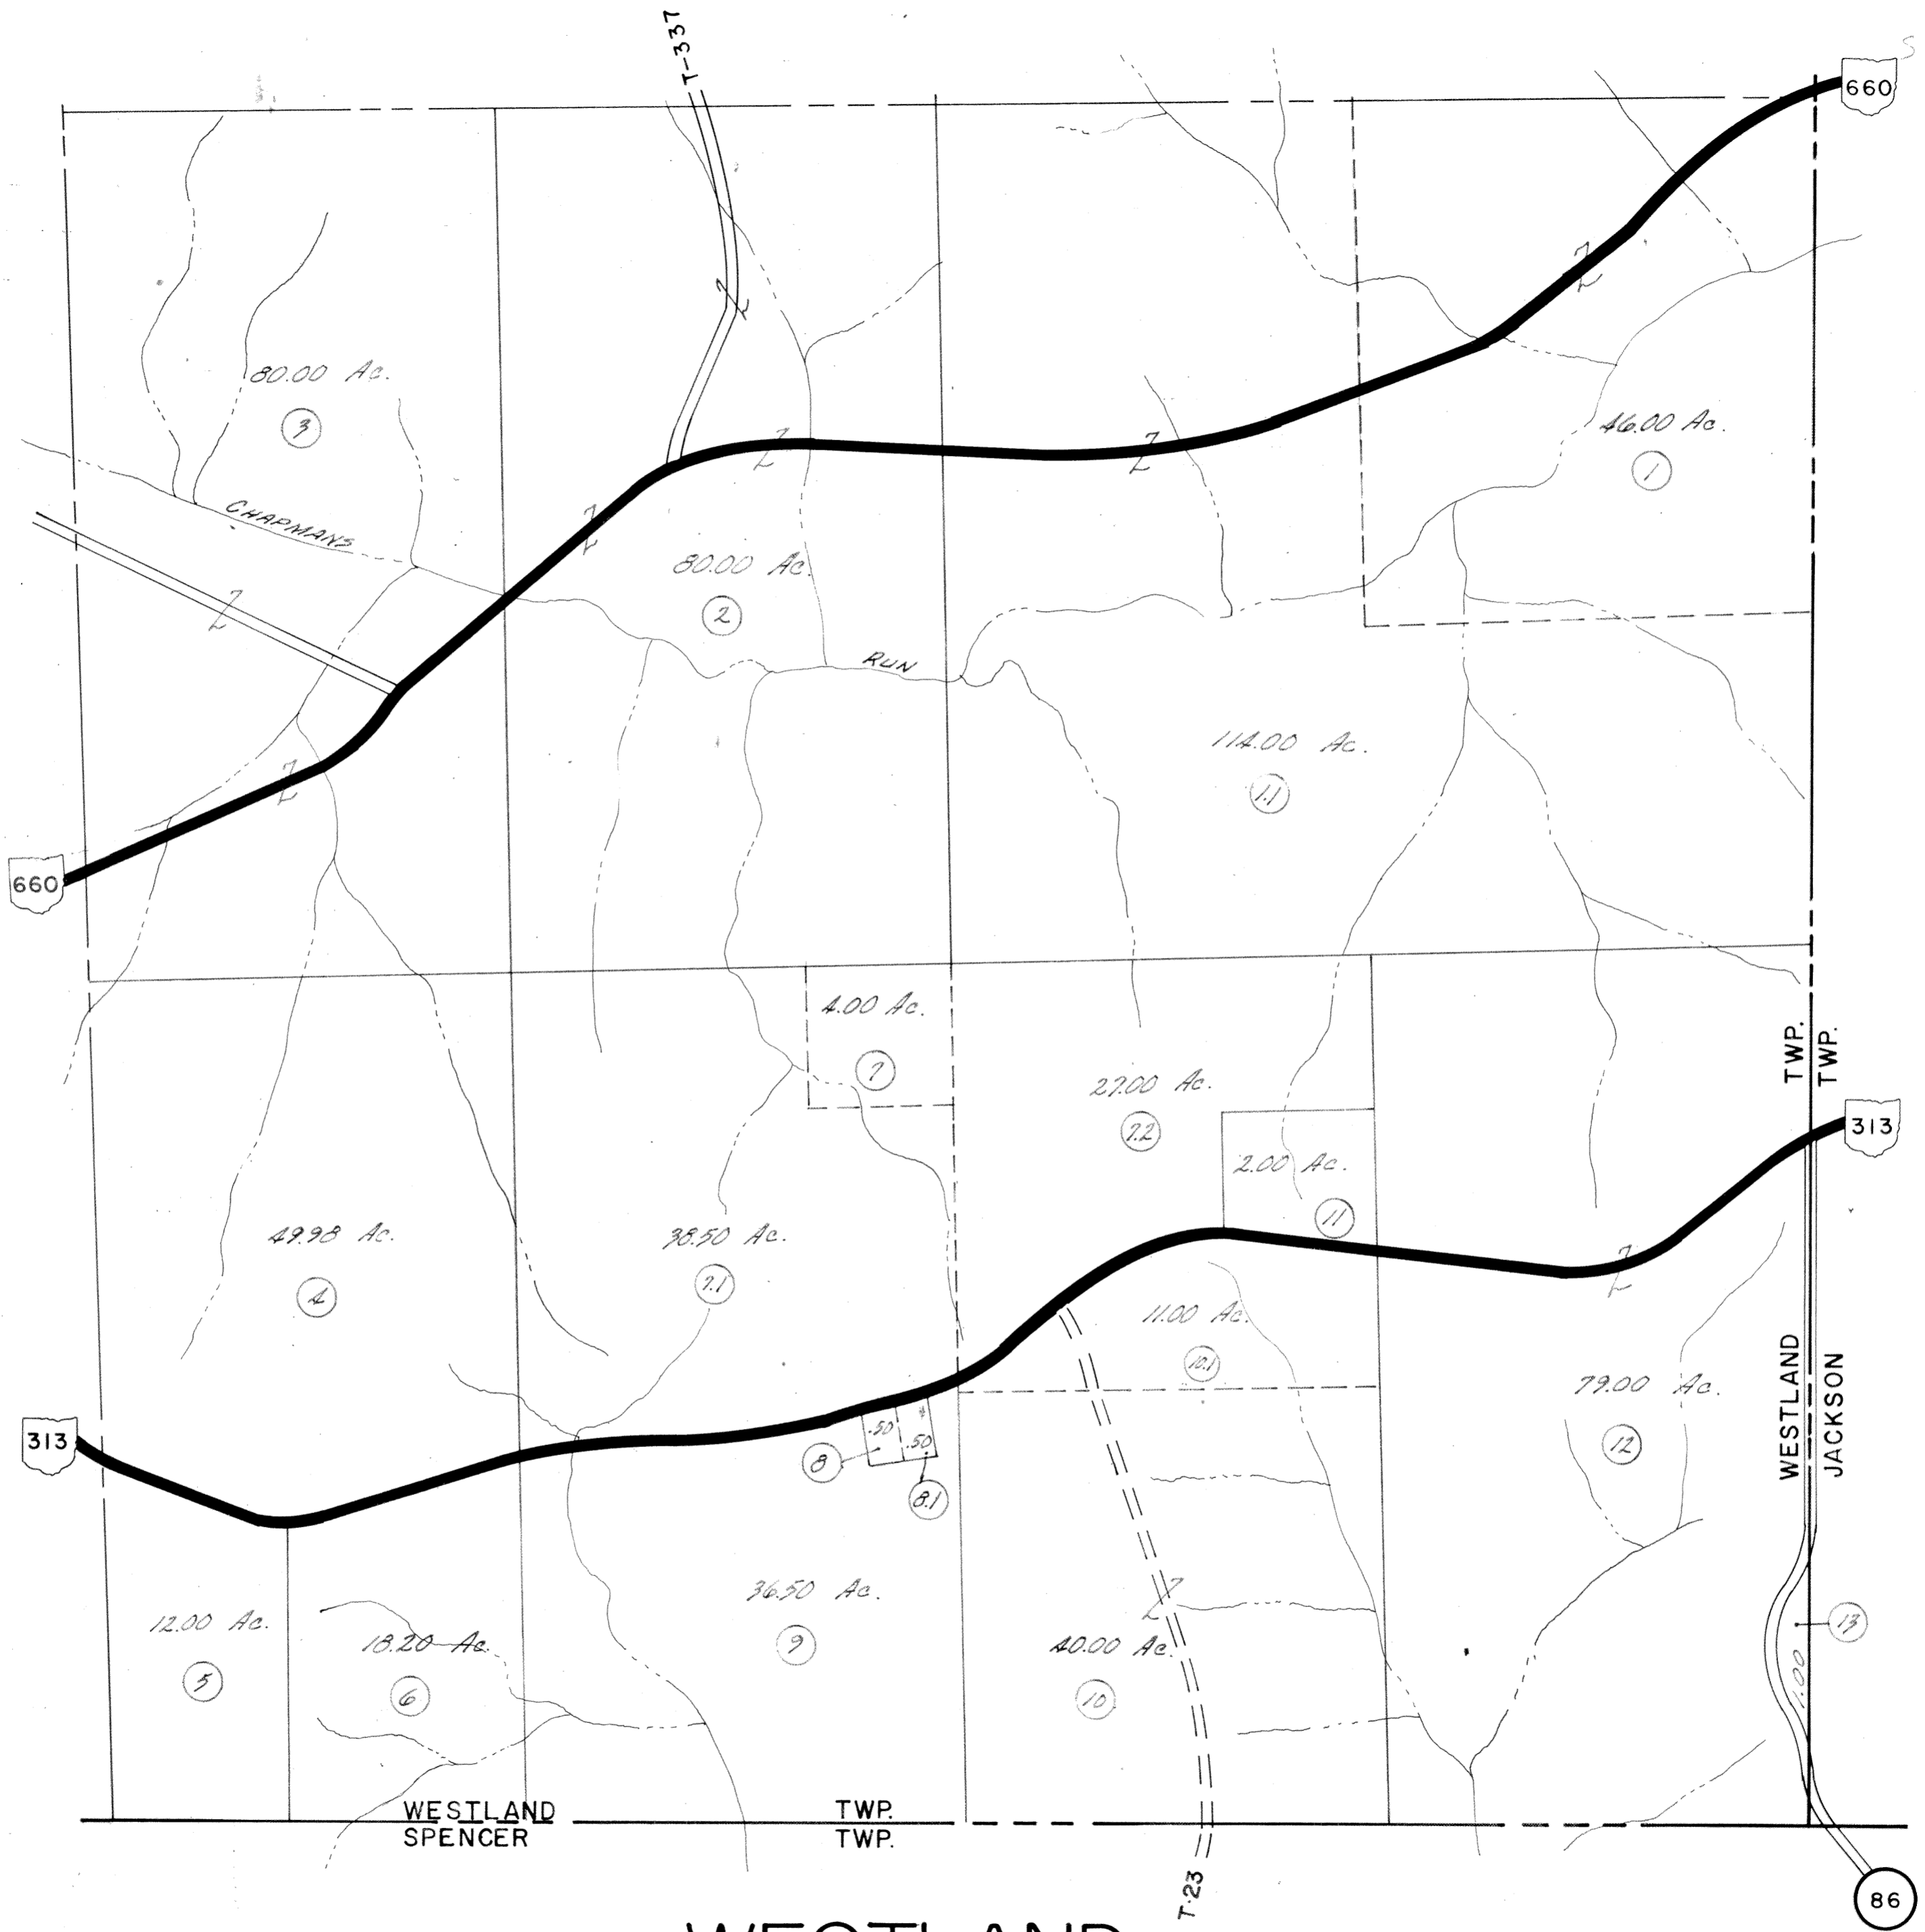 T-337
660
80.00 Ac.
3
46.00 Ac.
1
CHAPMANS
80.00 Ac.
2
RUN
114.00 Ac.
1.1
660
4.00 Ac.
7
27.00 Ac.
7.2
TWP.
TWP.
313
2.00 Ac.
11
49.98 Ac.
4
38.50 Ac.
7.1
11.00 Ac.
10.1
WESTLAND
JACKSON
79.00 Ac.
12
313
.50
.50
8
8.1
12.00 Ac.
5
18.20 Ac.
6
36.50 Ac.
9
40.00 Ac.
10
13
1.00
WESTLAND TWP.
SPENCER TWP.
T-23
86
WESTLAND